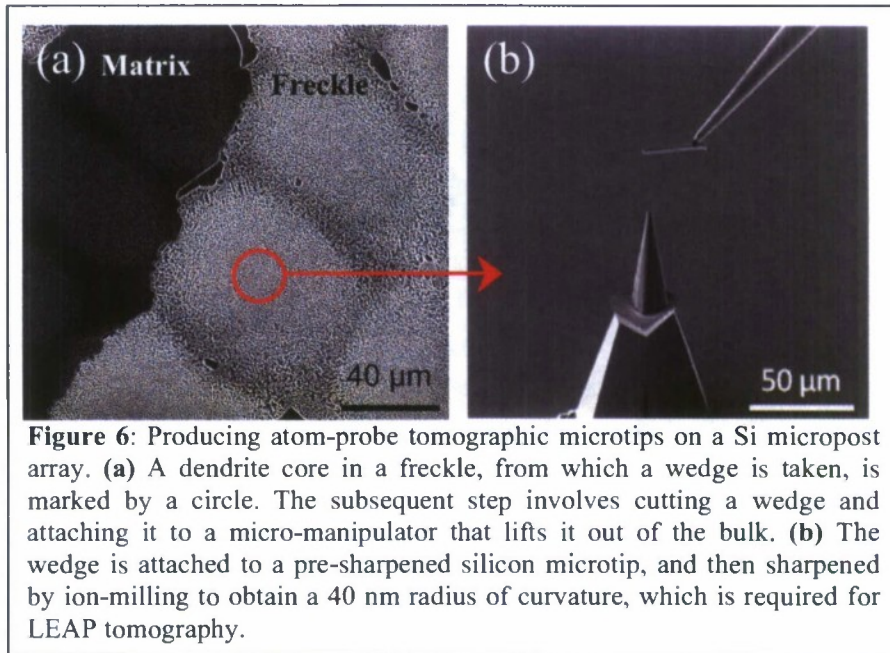 (a) Matrix
Freckle
40 µm
(b)
50 µm
Figure 6: Producing atom-probe tomographic microtips on a Si micropost
array. (a) A dendrite core in a freckle, from which a wedge is taken, is
marked by a circle. The subsequent step involves cutting a wedge and
attaching it to a micro-manipulator that lifts it out of the bulk. (b) The
wedge is attached to a pre-sharpened silicon microtip, and then sharpened
by ion-milling to obtain a 40 nm radius of curvature, which is required for
LEAP tomography.